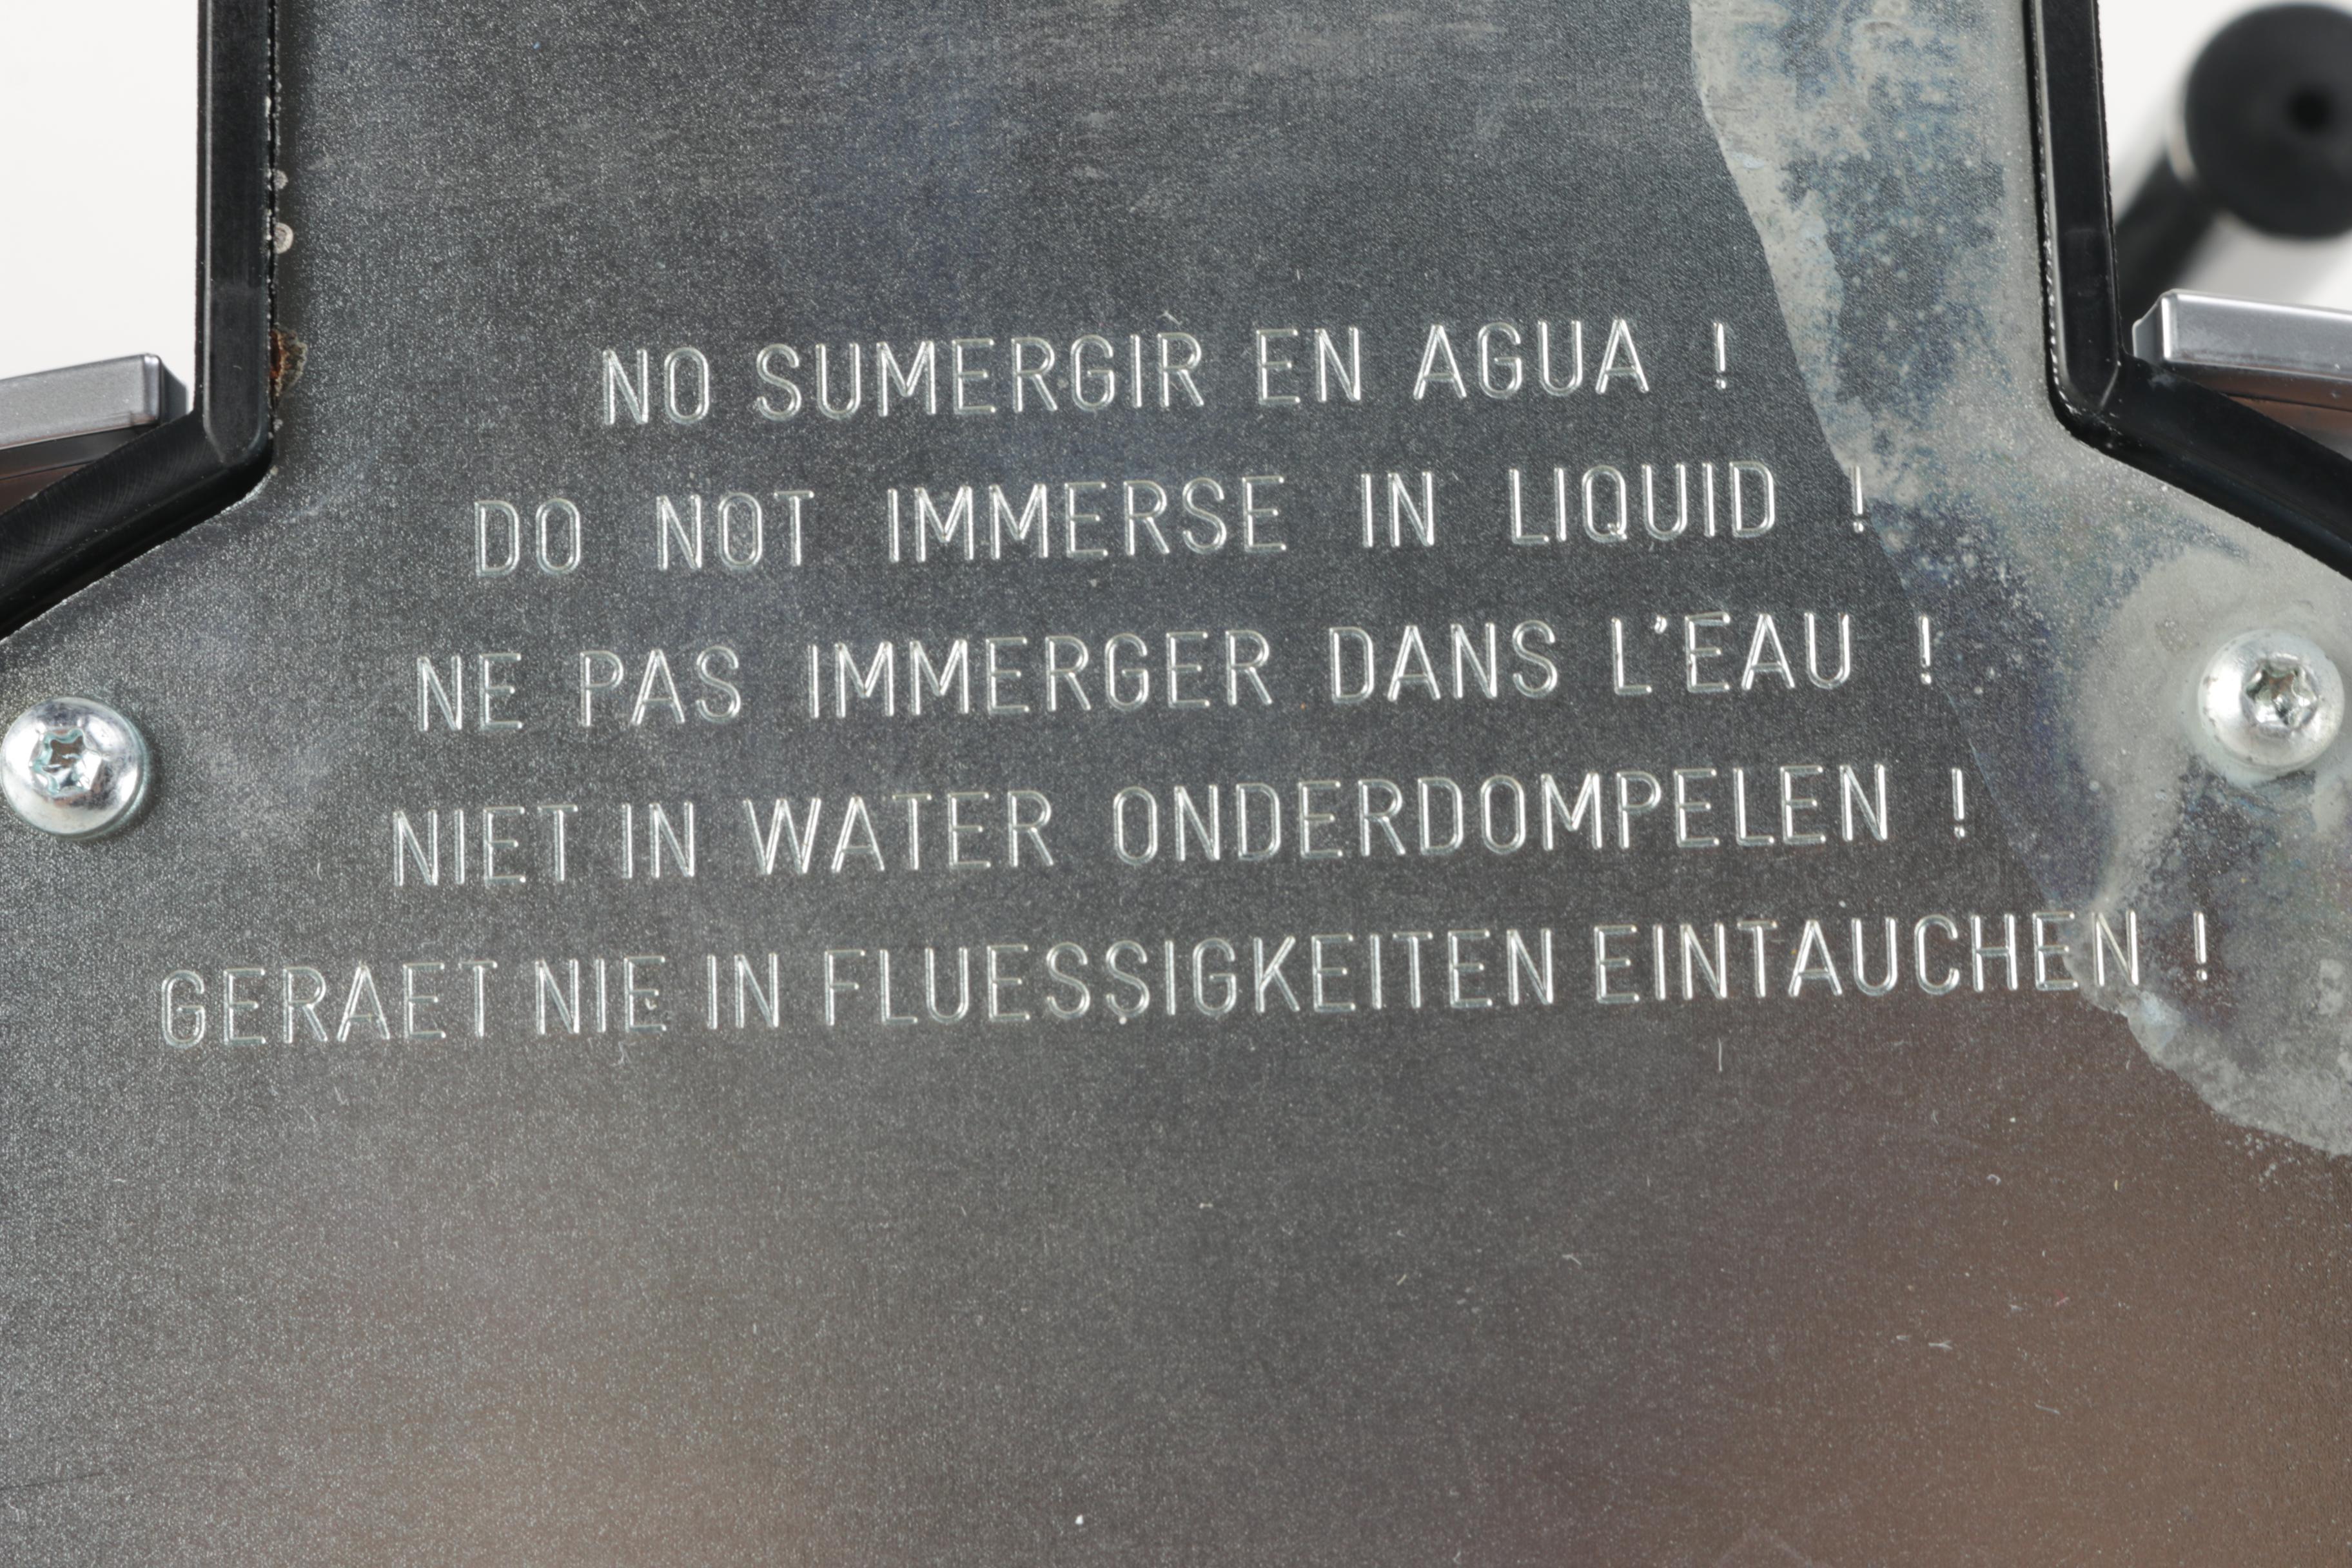 NO SUMERGIR EN AGUA !
DO NOT IMMERSE IN LIQUID !
NE PAS IMMERGER DANS L'EAU !
NIET IN WATER ONDERDOMPELEN !
GERAET NIE IN FLUESSIGKEITEN EINTAUCHEN !